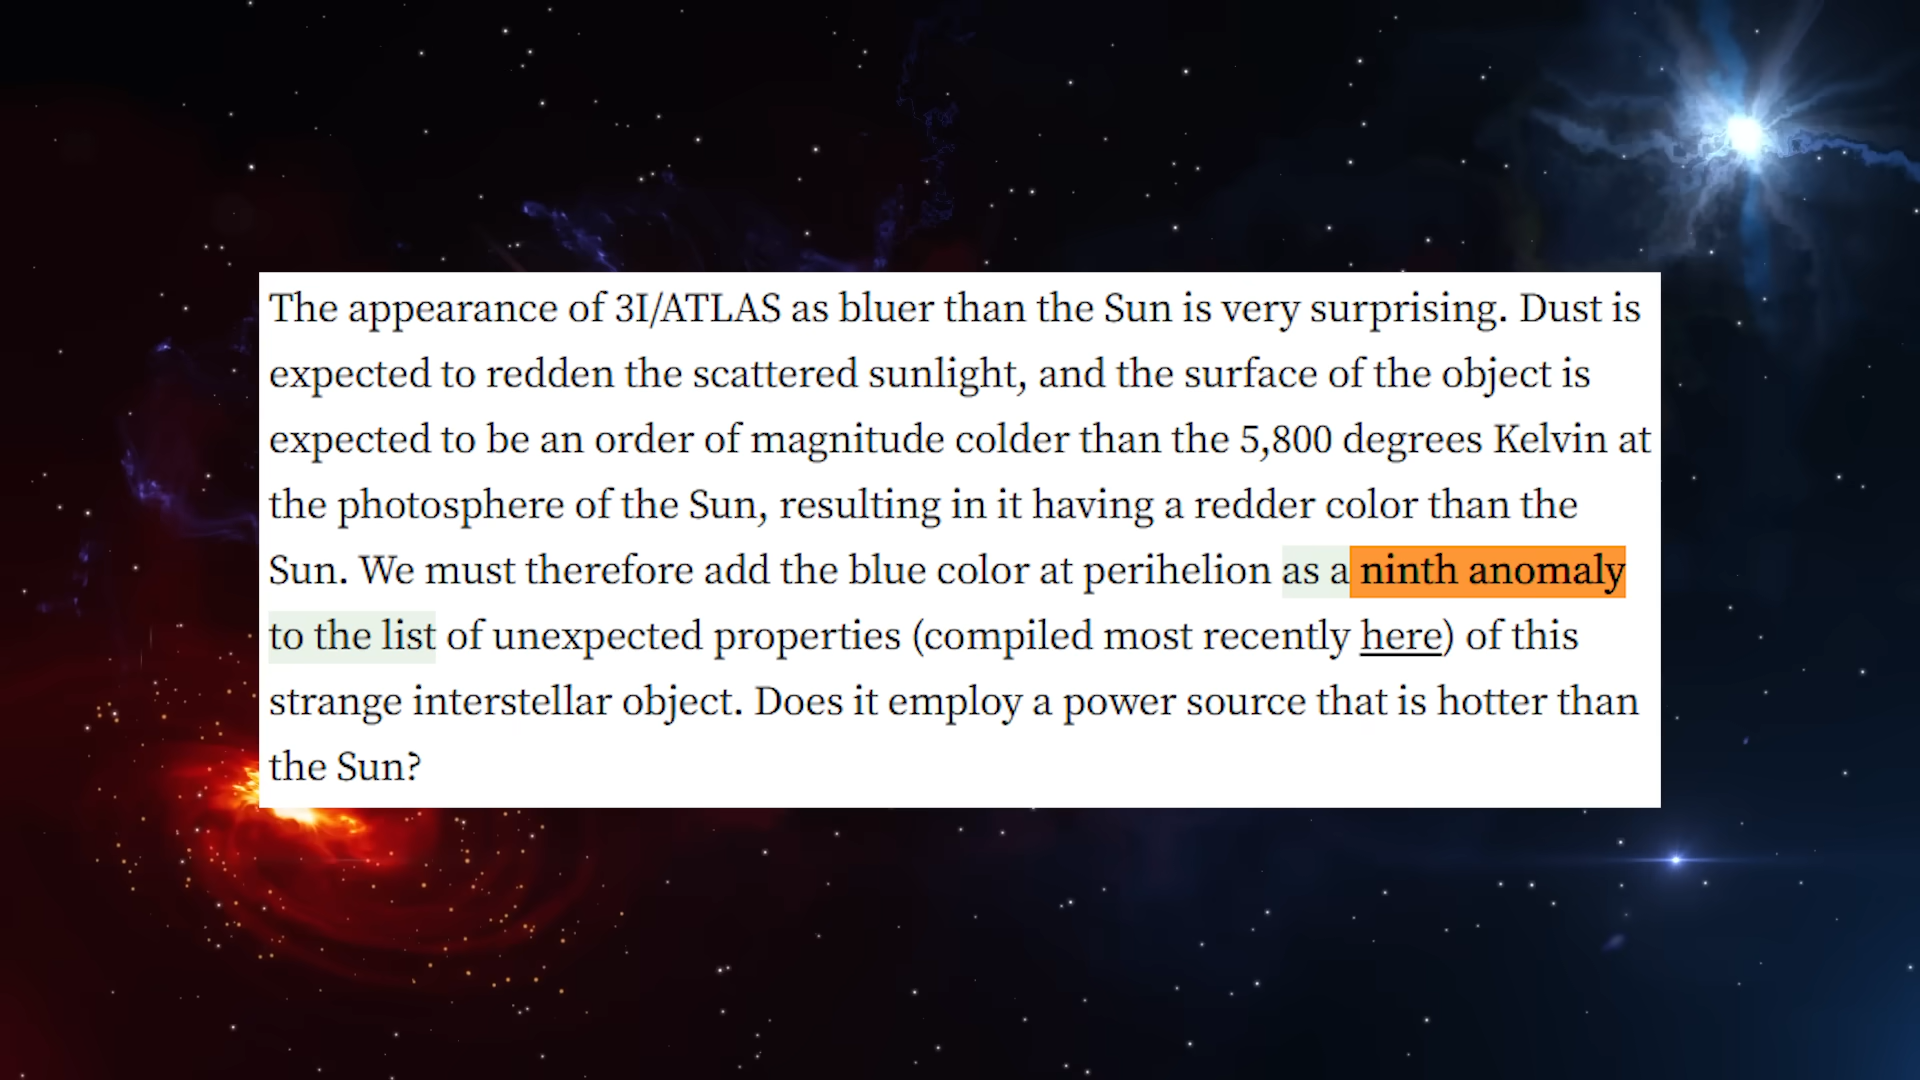 The appearance of 3I/ATLAS as bluer than the Sun is very surprising. Dust is
expected to redden the scattered sunlight, and the surface of the object is
expected to be an order of magnitude colder than the 5,800 degrees Kelvin at
the photosphere of the Sun, resulting in it having a redder color than the
Sun. We must therefore add the blue color at perihelion as a ninth anomaly
to the list of unexpected properties (compiled most recently here) of this
strange interstellar object. Does it employ a power source that is hotter than
the Sun?